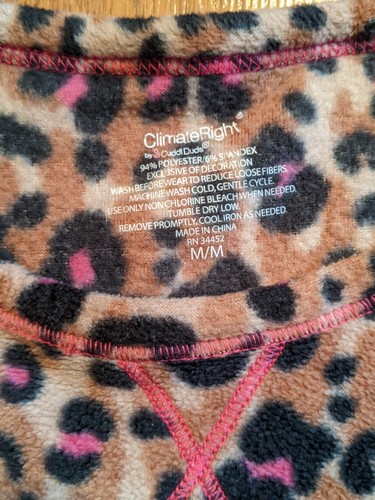 ClimateRight®
by Cuddl Duds®
94% POLYESTER/6% SPANDEX
EXCLUSIVE OF DECORATION
WASH BEFORE WEAR TO REDUCE LOOSE FIBERS.
MACHINE WASH COLD, GENTLE CYCLE.
USE ONLY NON CHLORINE BLEACH WHEN NEEDED.
TUMBLE DRY LOW.
REMOVE PROMPTLY, COOL IRON AS NEEDED.
MADE IN CHINA
RN 34452
M/M